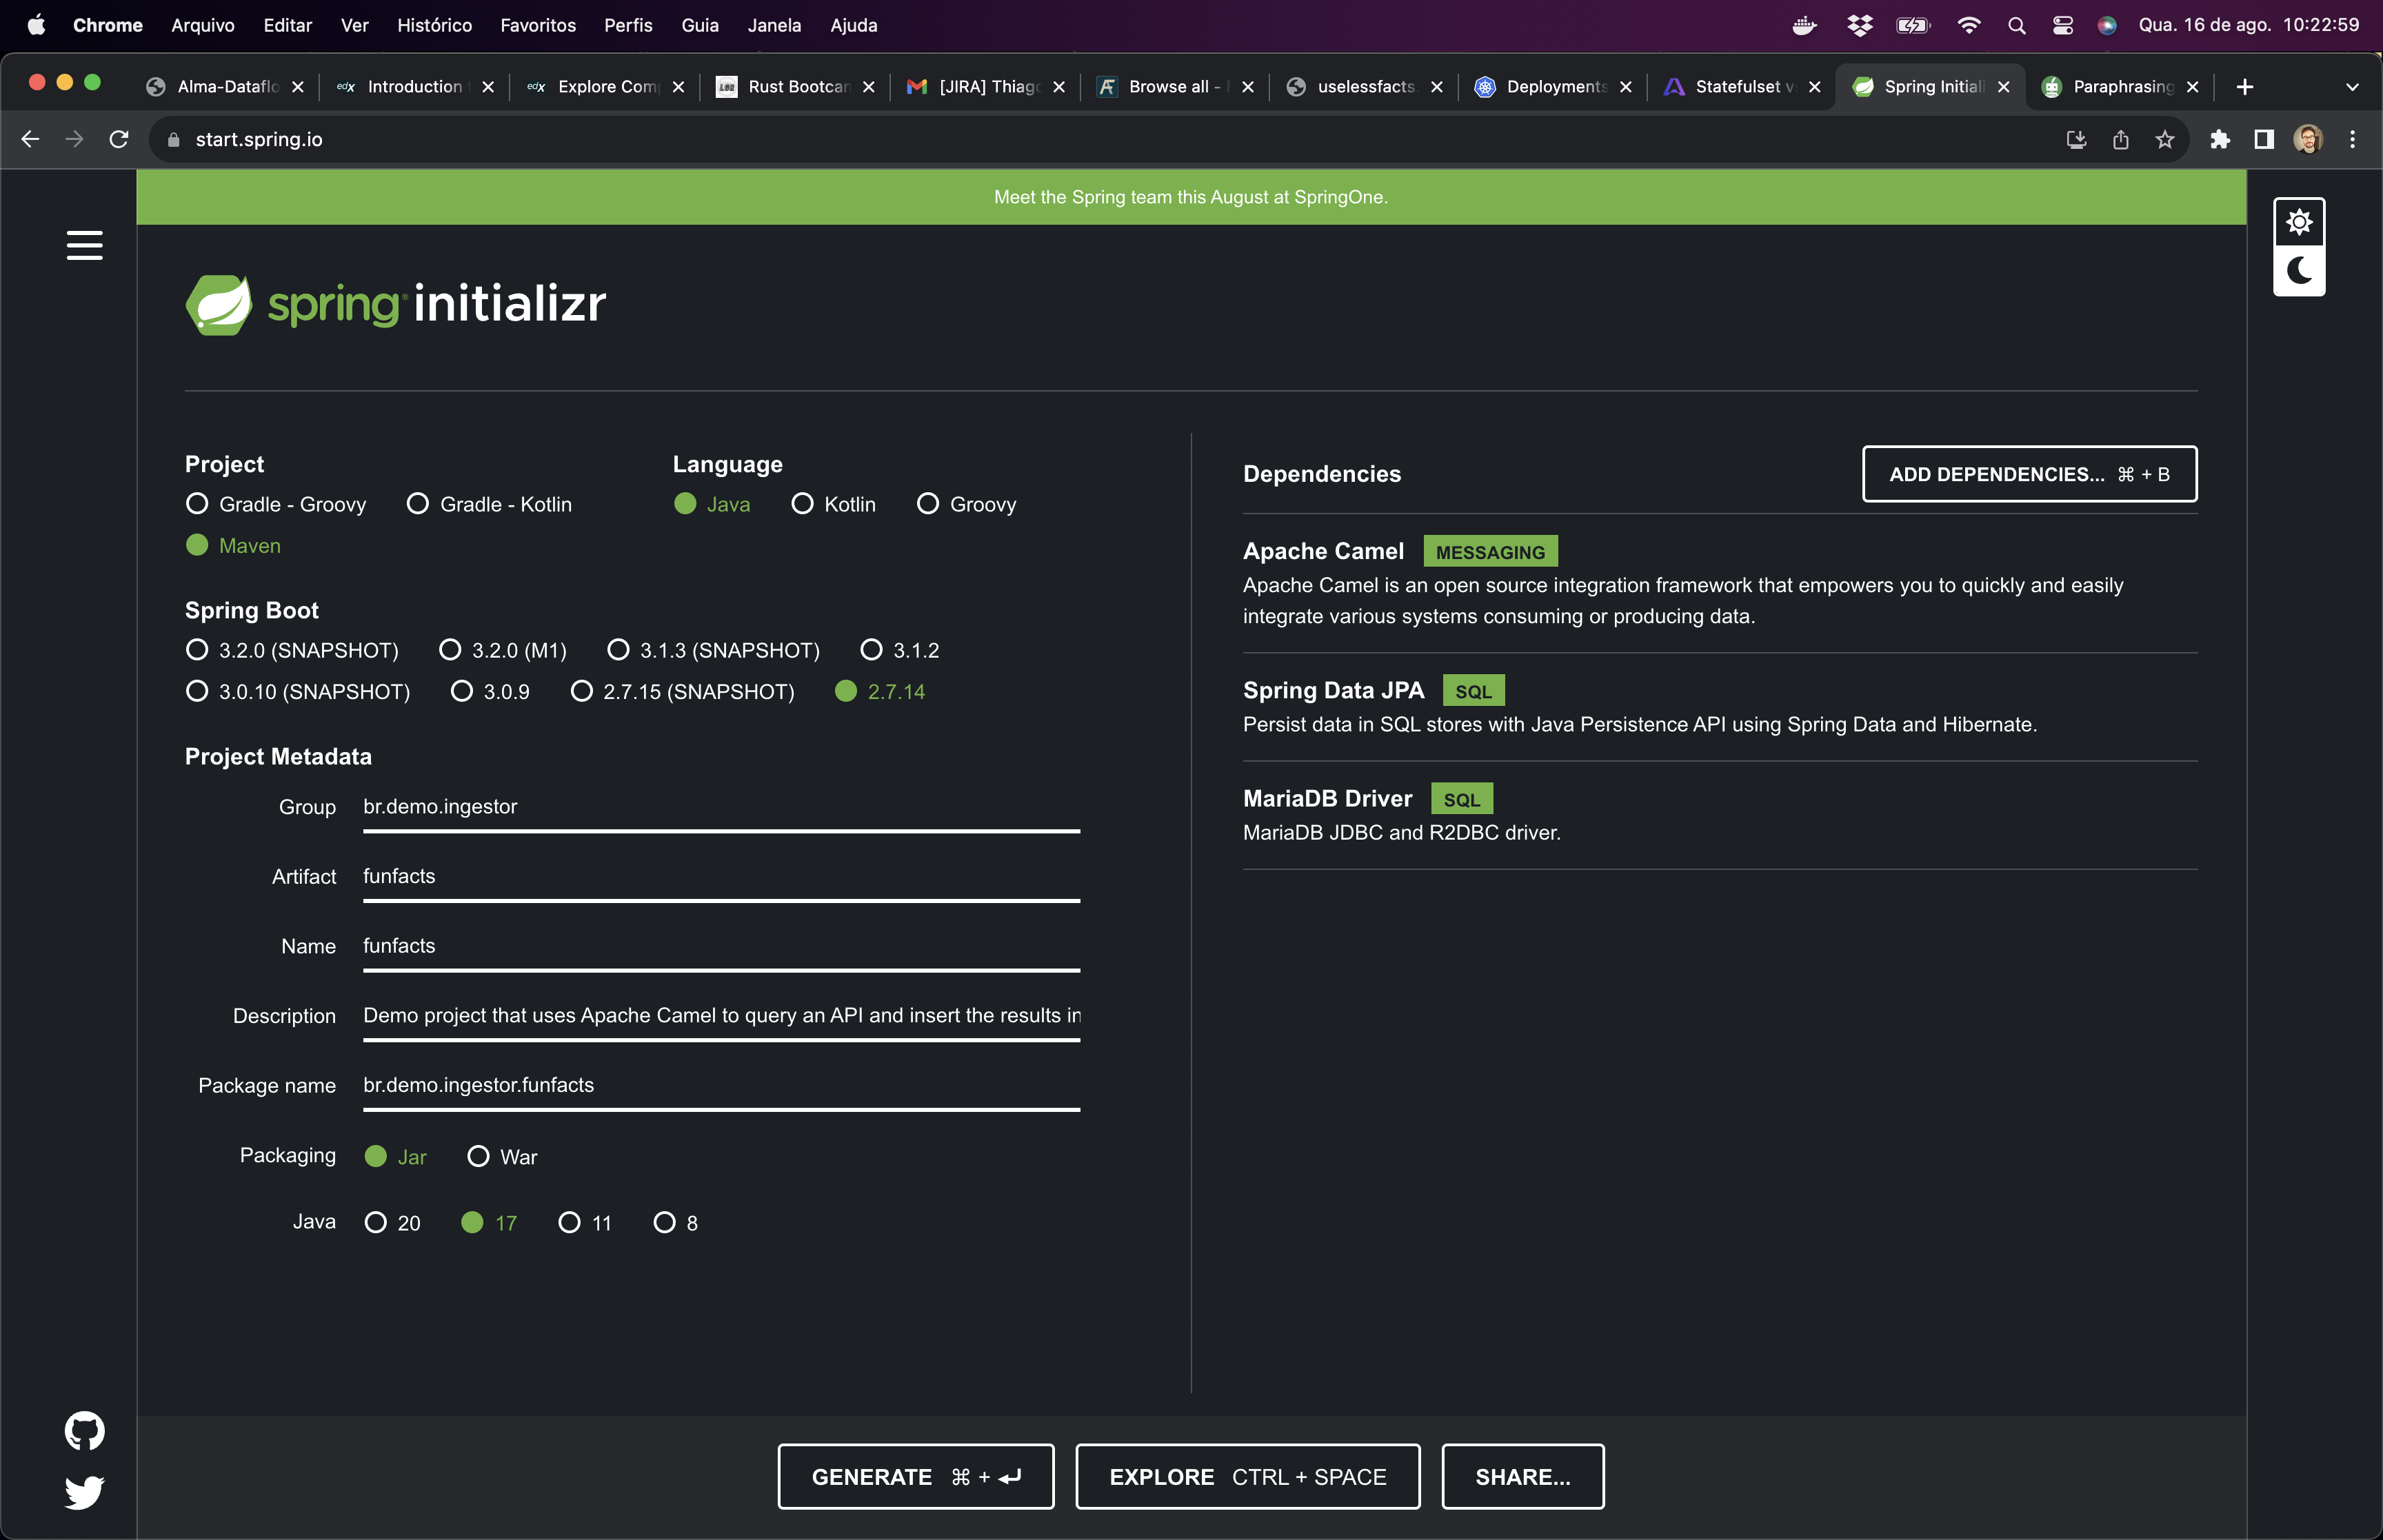 Chrome Arquivo Editar Ver Histórico Favoritos Perfis Guia Janela Ajuda Qua. 16 de ago. 10:22:59
Alma-Dataflo Introduction Explore Com Rust Bootcam [JIRA] Thiago Browse all - uselessfacts. Deployments Statefulset v Spring Initiali Paraphrasing
start.spring.io
Meet the Spring team this August at SpringOne.
spring initializr
Project
Gradle - Groovy Gradle - Kotlin
Maven
Language
Java Kotlin Groovy
Spring Boot
3.2.0 (SNAPSHOT) 3.2.0 (M1) 3.1.3 (SNAPSHOT) 3.1.2
3.0.10 (SNAPSHOT) 3.0.9 2.7.15 (SNAPSHOT) 2.7.14
Project Metadata
Group br.demo.ingestor
Artifact funfacts
Name funfacts
Description Demo project that uses Apache Camel to query an API and insert the results in
Package name br.demo.ingestor.funfacts
Packaging Jar War
Java 20 17 11 8
Dependencies
ADD DEPENDENCIES... ⌘ + B
Apache Camel MESSAGING
Apache Camel is an open source integration framework that empowers you to quickly and easily
integrate various systems consuming or producing data.
Spring Data JPA SQL
Persist data in SQL stores with Java Persistence API using Spring Data and Hibernate.
MariaDB Driver SQL
MariaDB JDBC and R2DBC driver.
GENERATE ⌘ + ⏎ EXPLORE CTRL + SPACE SHARE...